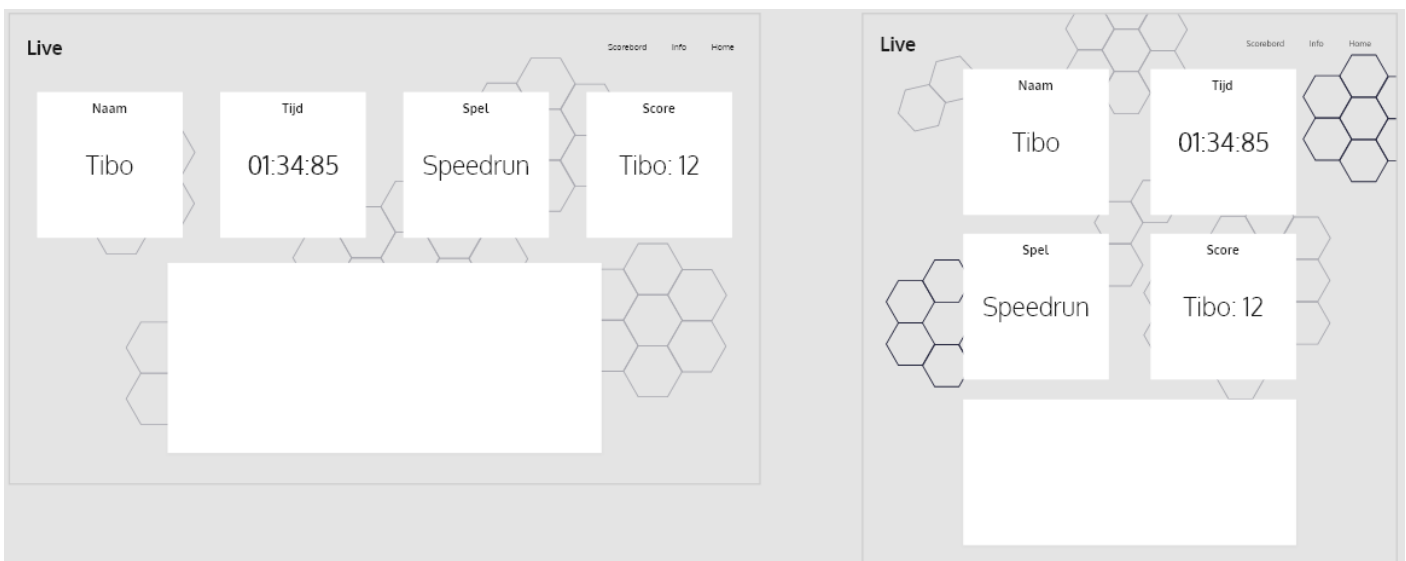 Live
Scorebord Info Home
Naam
Tibo
Tijd
01:34:85
Spel
Speedrun
Score
Tibo: 12
Live
Scorebord Info Home
Naam
Tibo
Tijd
01:34:85
Spel
Speedrun
Score
Tibo: 12